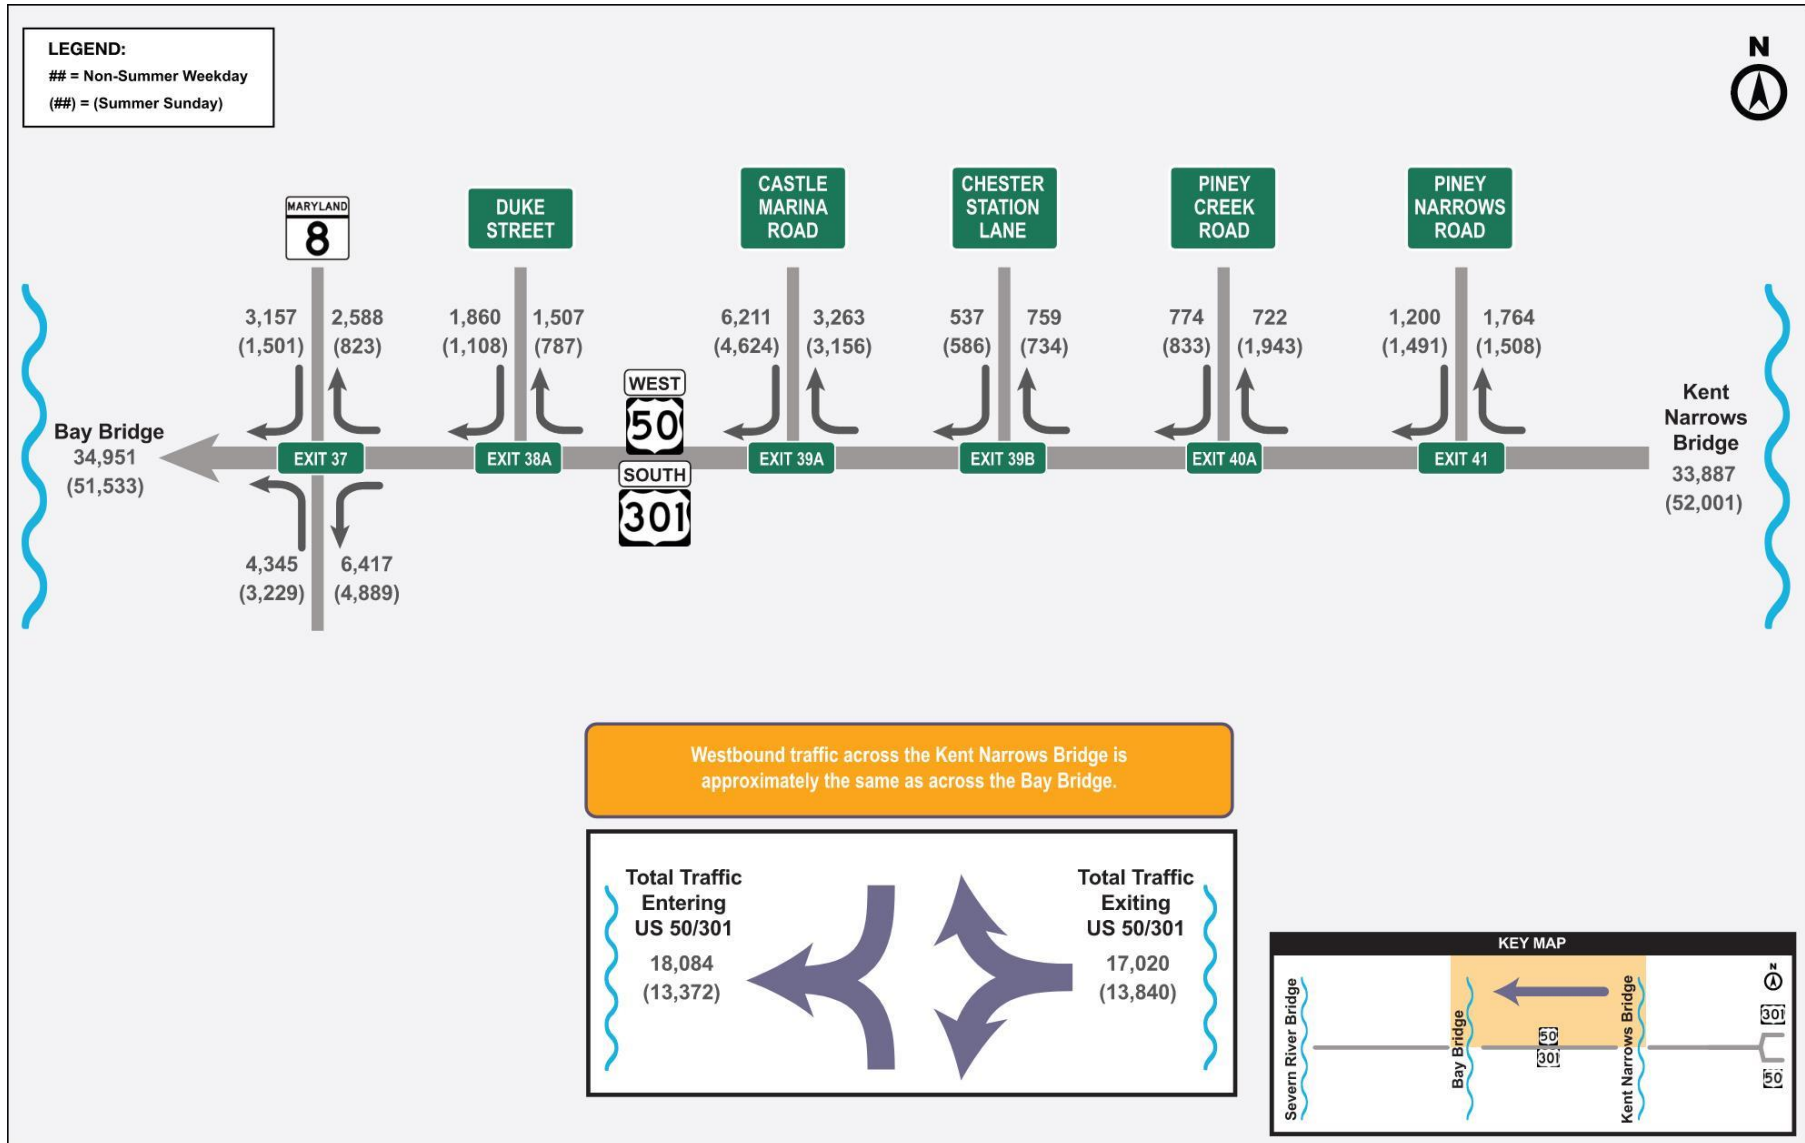 LEGEND:
## = Non-Summer Weekday
(##) = (Summer Sunday)
N
MARYLAND
8
DUKE
STREET
CASTLE
MARINA
ROAD
CHESTER
STATION
LANE
PINEY
CREEK
ROAD
PINEY
NARROWS
ROAD
3,157
(1,501)
2,588
(823)
1,860
(1,108)
1,507
(787)
6,211
(4,624)
3,263
(3,156)
537
(586)
759
(734)
774
(833)
722
(1,943)
1,200
(1,491)
1,764
(1,508)
WEST
50
SOUTH
301
Bay Bridge
34,951
(51,533)
EXIT 37
EXIT 38A
EXIT 39A
EXIT 39B
EXIT 40A
EXIT 41
Kent
Narrows
Bridge
33,887
(52,001)
4,345
(3,229)
6,417
(4,889)
Westbound traffic across the Kent Narrows Bridge is
approximately the same as across the Bay Bridge.
Total Traffic
Entering
US 50/301
18,084
(13,372)
Total Traffic
Exiting
US 50/301
17,020
(13,840)
KEY MAP
Severn River Bridge
Bay Bridge
50
301
Kent Narrows Bridge
N
301
50